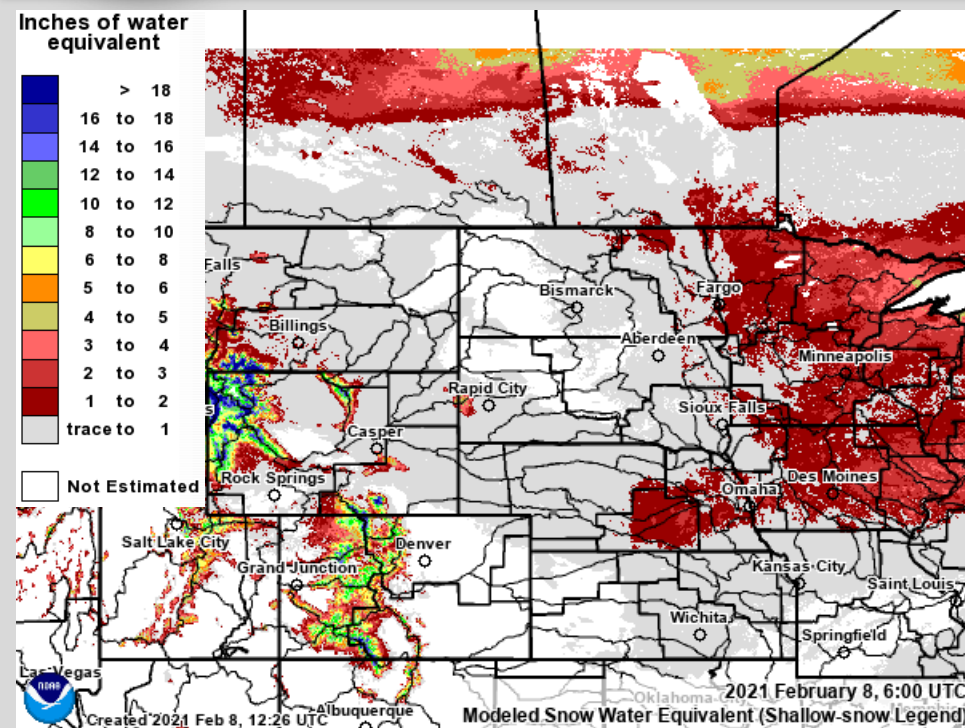 Inches of water
equivalent
> 18
16 to 18
14 to 16
12 to 14
10 to 12
8 to 10
6 to 8
5 to 6
4 to 5
3 to 4
2 to 3
1 to 2
trace to 1
Not Estimated
Falls
Billings
Bismarck
Fargo
Aberdeen
Minneapolis
Rapid City
Sioux Falls
s
Casper
Rock Springs
Omaha
Des Moines
Salt Lake City
Grand Junction
Denver
Kansas City
Saint Louis
Wichita
Springfield
Las Vegas
NOAA
Albuquerque
Oklahoma City
Memphis
2021 February 8, 6:00 UTC
Created 2021 Feb 8, 12:26 UTC
Modeled Snow Water Equivalent (Shallow-snow Legend)